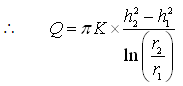 ∴ Q = πK × (h₂² − h₁²) / ln(r₂ / r₁)